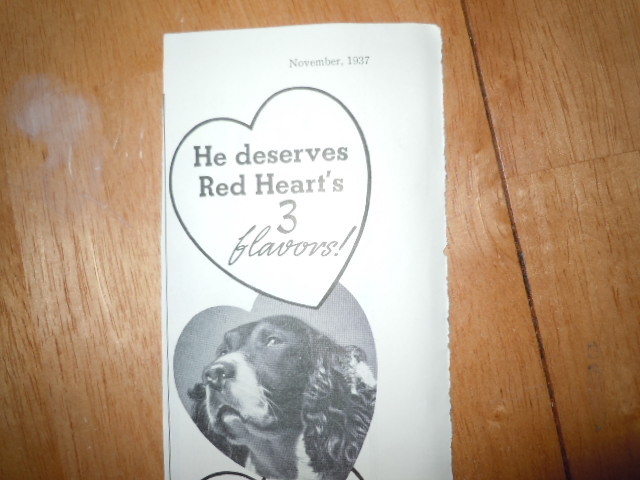 November, 1937
He deserves
Red Heart's
3
flavors!